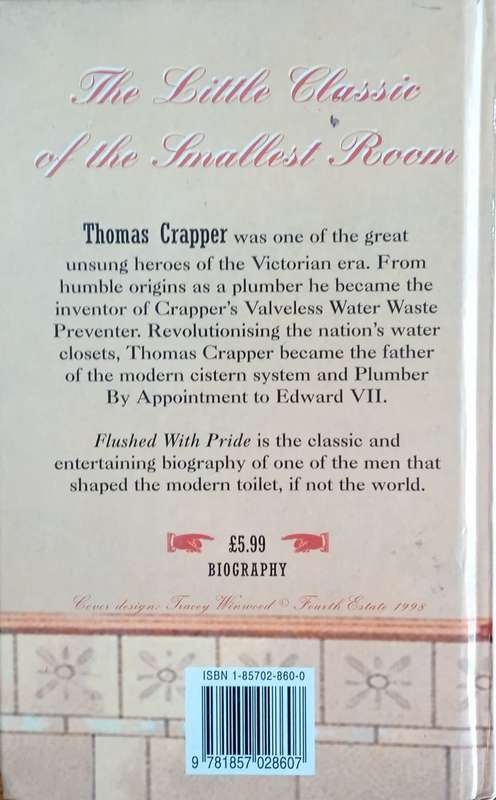 The Little Classic
of the Smallest Room
Thomas Crapper was one of the great
unsung heroes of the Victorian era. From
humble origins as a plumber he became the
inventor of Crapper's Valveless Water Waste
Preventer. Revolutionising the nation's water
closets, Thomas Crapper became the father
of the modern cistern system and Plumber
By Appointment to Edward VII.
Flushed With Pride is the classic and
entertaining biography of one of the men that
shaped the modern toilet, if not the world.
£5.99
BIOGRAPHY
Cover design: Tracey Winwood © Fourth Estate 1998
ISBN 1-85702-860-0
9 781857 028607